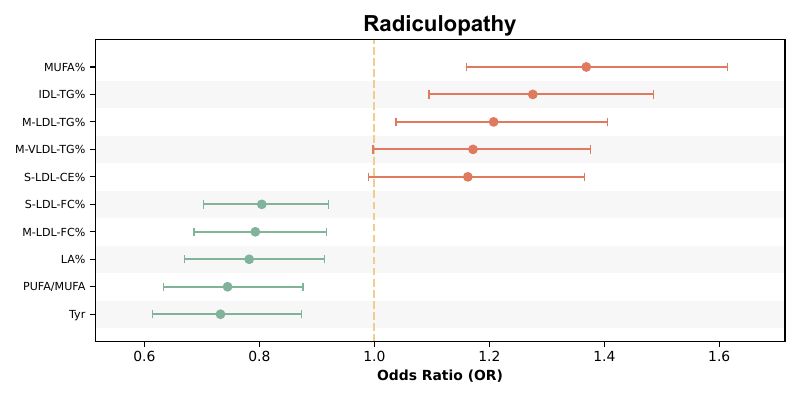 Radiculopathy
MUFA%
IDL-TG%
M-LDL-TG%
M-VLDL-TG%
S-LDL-CE%
S-LDL-FC%
M-LDL-FC%
LA%
PUFA/MUFA
Tyr
0.6 0.8 1.0 1.2 1.4 1.6
Odds Ratio (OR)